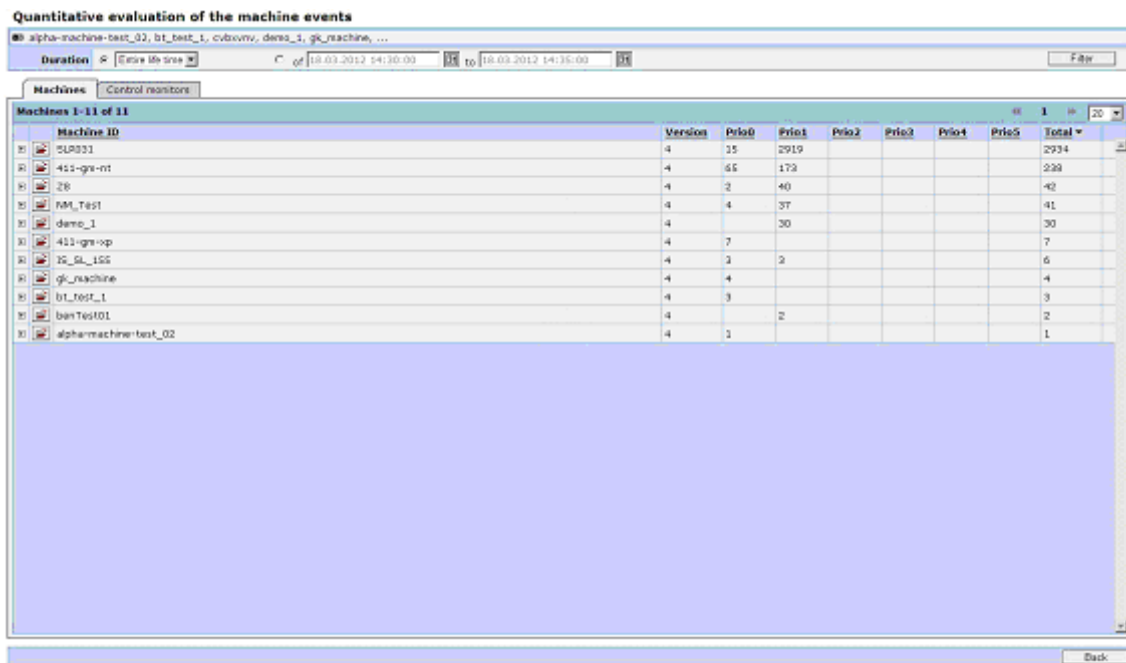 Quantitative evaluation of the machine events
alpha-machine-test_02, bt_test_1, cvbxvnv, demo_1, gk_machine, ...
Duration Entire life time of 18.03.2012 14:30:00 to 18.03.2012 14:35:00 Filter
Machines Control monitors
Machines 1-11 of 11 1 20
Machine ID Version Prio0 Prio1 Prio2 Prio3 Prio4 Prio5 Total
SLP031 4 15 2919 2934
411-gm-nt 4 65 173 238
Z8 4 2 40 42
NM_Test 4 4 37 41
demo_1 4 30 30
411-gm-xp 4 7 7
IS_SL_155 4 3 3 6
gk_machine 4 4 4
bt_test_1 4 3 3
benTest01 4 2 2
alpha-machine-test_02 4 1 1
Back